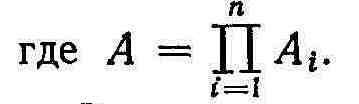 где A = ∏_{i=1}^{n} A_i.